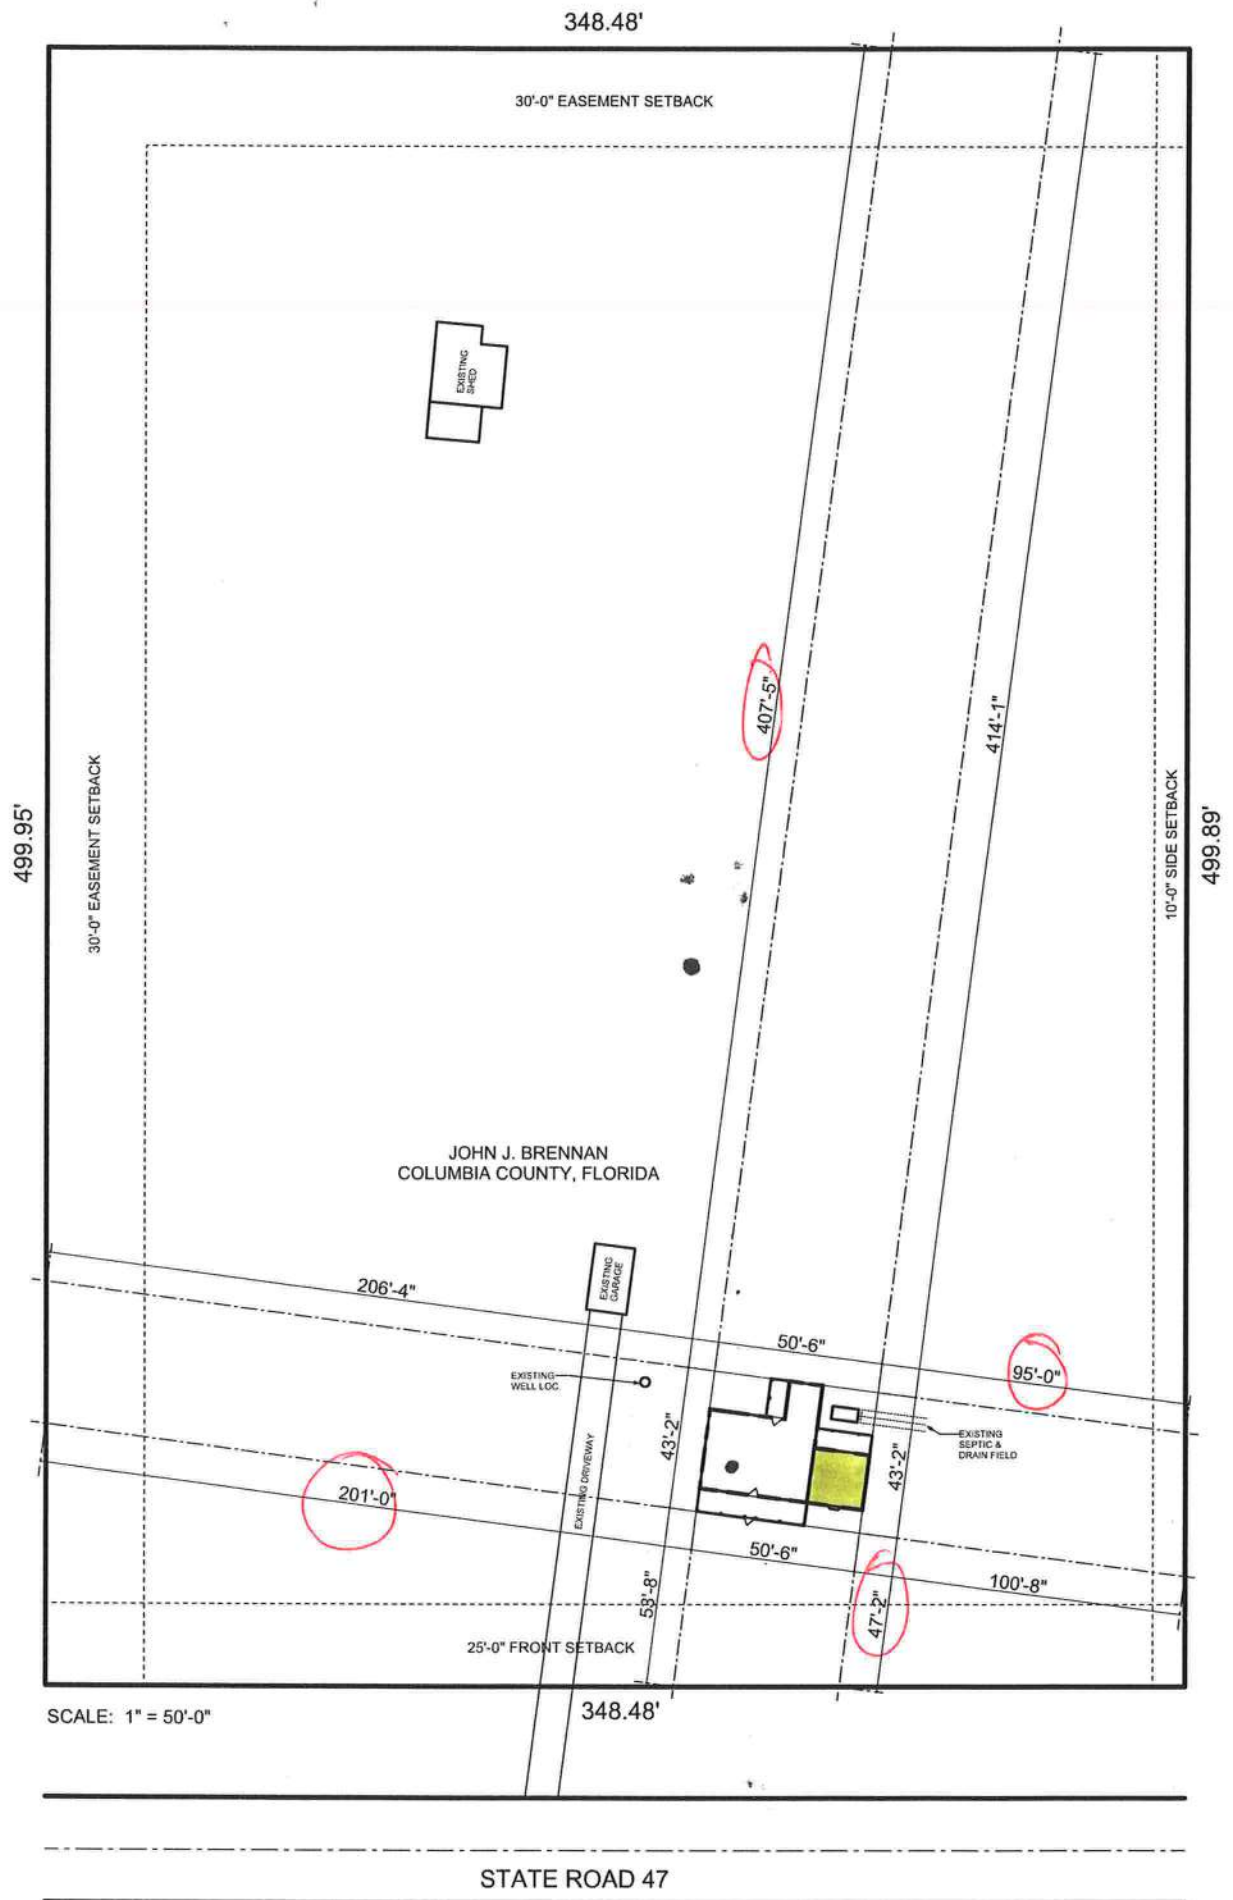 348.48'
30'-0" EASEMENT SETBACK
EXISTING
SHED
407'-5"
414'-1"
499.95'
30'-0" EASEMENT SETBACK
10'-0" SIDE SETBACK
499.89'
JOHN J. BRENNAN
COLUMBIA COUNTY, FLORIDA
EXISTING
GARAGE
206'-4"
50'-6"
95'-0"
EXISTING
WELL LOC.
43'-2"
EXISTING
SEPTIC &
DRAIN FIELD
43'-2"
EXISTING DRIVEWAY
201'-0"
50'-6"
100'-8"
53'-8"
47'-2"
25'-0" FRONT SETBACK
SCALE: 1" = 50'-0"
348.48'
STATE ROAD 47